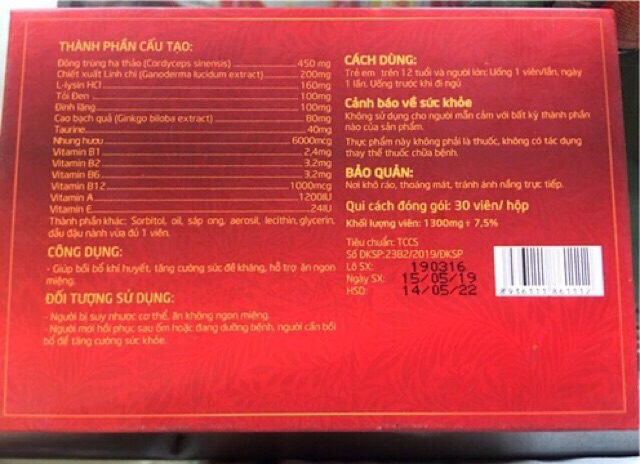 THÀNH PHẦN CẤU TẠO:
Đông trùng hạ thảo (Cordyceps sinensis) 450 mg
Chiết xuất Linh chi (Ganoderma lucidum extract) 200mg
L-lysin HCl 160mg
Tỏi Đen 100mg
Đinh lăng 100mg
Cao bạch quả (Ginkgo biloba extract) 80mg
Taurine 40mg
Nhung hươu 6000mcg
Vitamin B1 2,4mg
Vitamin B2 3,2mg
Vitamin B6 3,2mg
Vitamin B12 1000mcg
Vitamin A 1200IU
Vitamin E 24IU
Thành phần khác: Sorbitol, oil, sáp ong, aerosil, lecithin, glycerin,
dầu đậu nành vừa đủ 1 viên.
CÔNG DỤNG:
- Giúp bồi bổ khí huyết, tăng cường sức đề kháng, hỗ trợ ăn ngon
miệng.
ĐỐI TƯỢNG SỬ DỤNG:
- Người bị suy nhược cơ thể, ăn không ngon miệng.
- Người mới hồi phục sau ốm hoặc đang dưỡng bệnh, người cần bồi
bổ để tăng cường sức khỏe.
CÁCH DÙNG:
Trẻ em trên 12 tuổi và người lớn: Uống 1 viên/lần, ngày
1 lần. Uống trước khi đi ngủ
Cảnh báo về sức khỏe
Không sử dụng cho người mẫn cảm với bất kỳ thành phần
nào của sản phẩm.
Thực phẩm này không phải là thuốc, không có tác dụng
thay thế thuốc chữa bệnh.
BẢO QUẢN:
Nơi khô ráo, thoáng mát, tránh ánh nắng trực tiếp.
Qui cách đóng gói: 30 viên/ hộp
Khối lượng viên: 1300mg ± 7,5%
Tiêu chuẩn: TCCS
Số ĐKSP:2382/2019/ĐKSP
Lô SX: 190316
Ngày SX: 15/05/19
HSD: 14/05/22
8936111861112